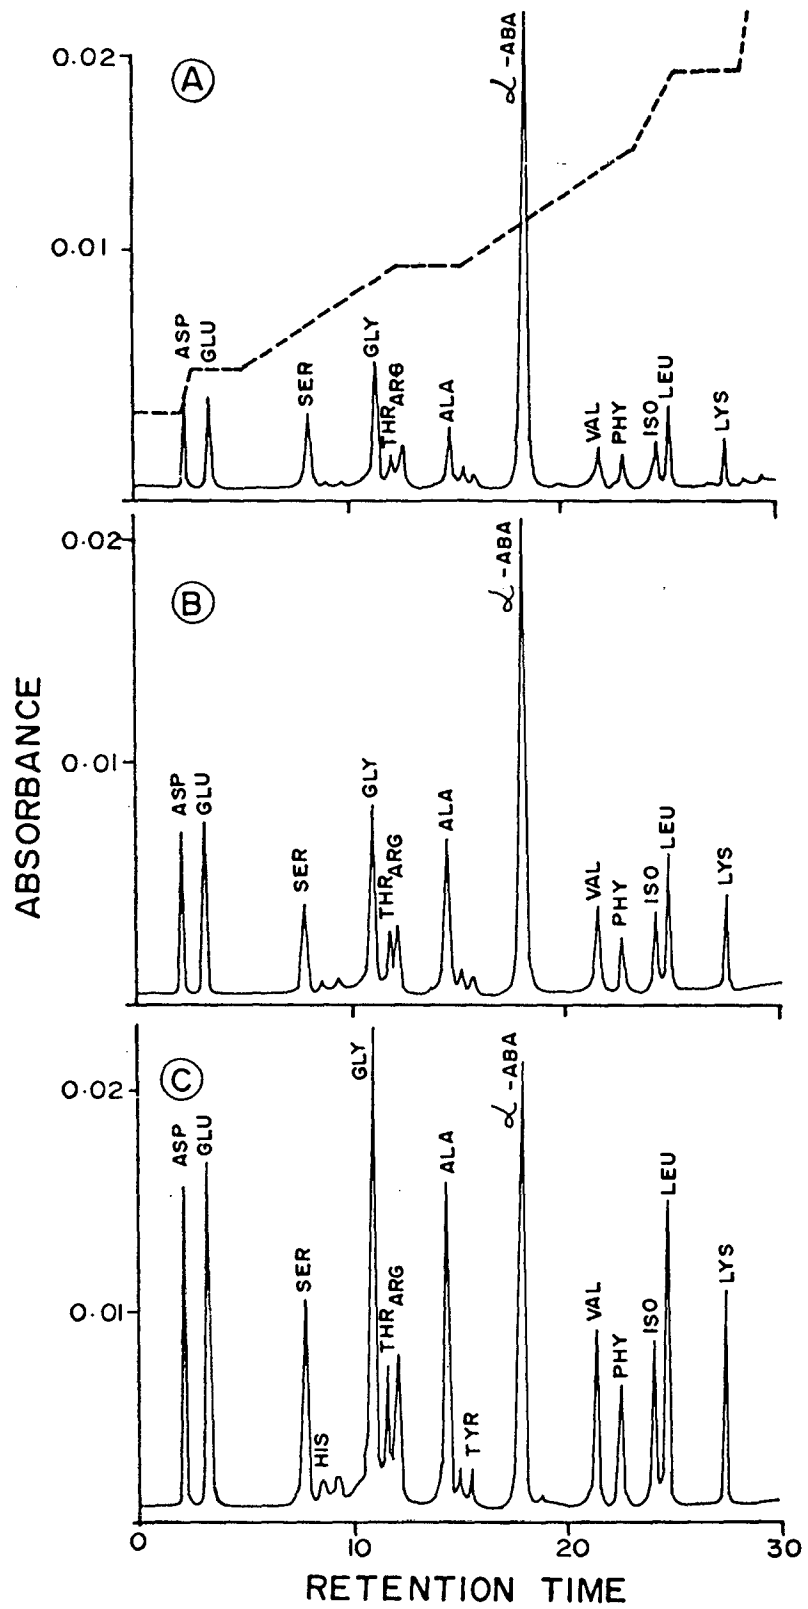 0.02
A
α-ABA
0.01
ASP
GLU
SER
GLY
THR
ARG
ALA
VAL
PHY
ISO
LEU
LYS
0.02
B
α-ABA
0.01
ASP
GLU
SER
GLY
THR
ARG
ALA
VAL
PHY
ISO
LEU
LYS
ABSORBANCE
0.02
C
GLY
α-ABA
ASP
GLU
ALA
LEU
0.01
SER
HIS
THR
ARG
TYR
VAL
PHY
ISO
LYS
0 10 20 30
RETENTION TIME